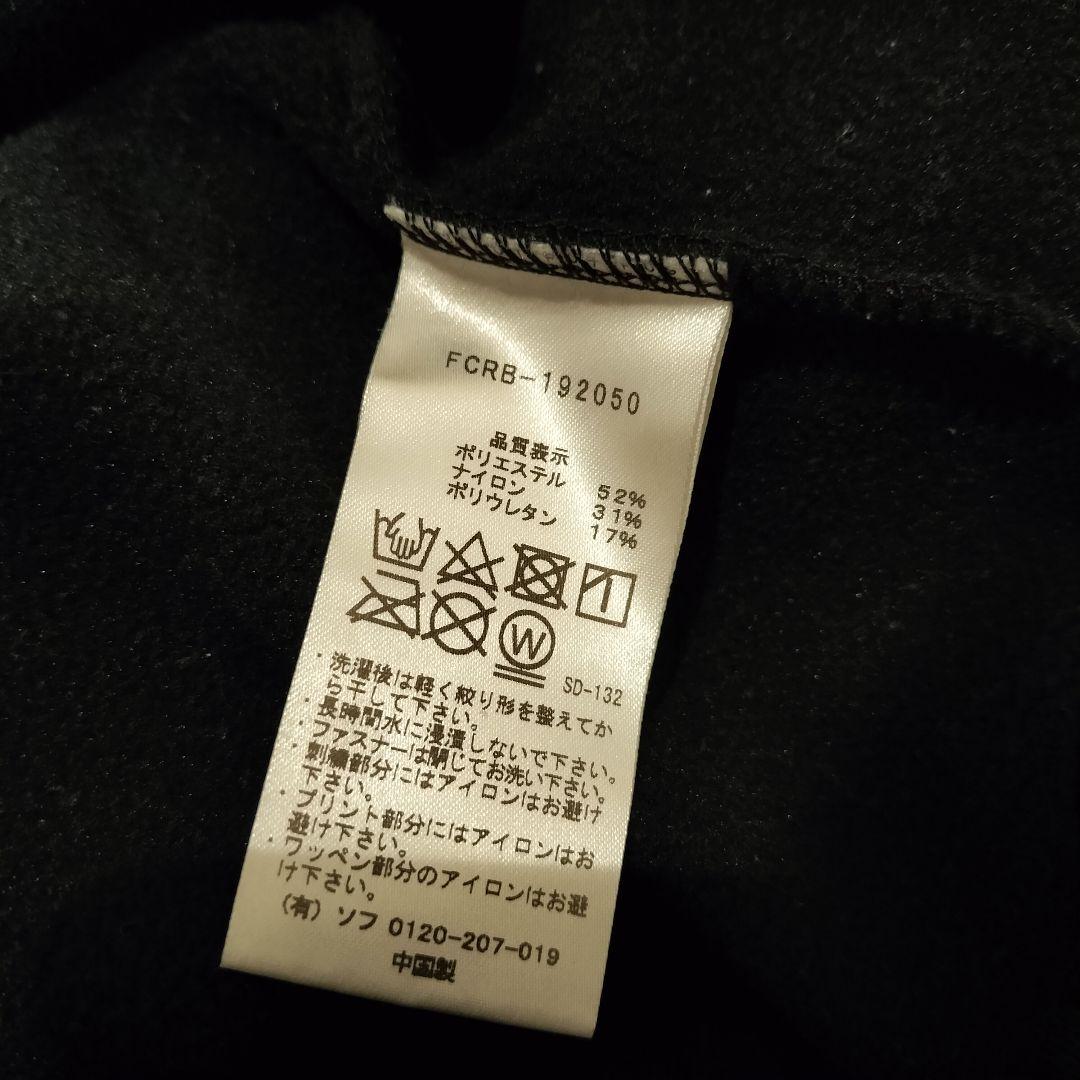 FCRB-192050
品質表示
ポリエステル 52%
ナイロン 31%
ポリウレタン 17%
W
SD-132
・洗濯後は軽く絞り形を整えてか
ら干して下さい。
・長時間水に浸漬しないで下さい。
・ファスナーは閉じてお洗い下さい。
・刺繍部分にはアイロンはお避け
下さい。
・プリント部分にはアイロンはお
避け下さい。
・ワッペン部分のアイロンはお避
け下さい。
(有) ソフ 0120-207-019
中国製